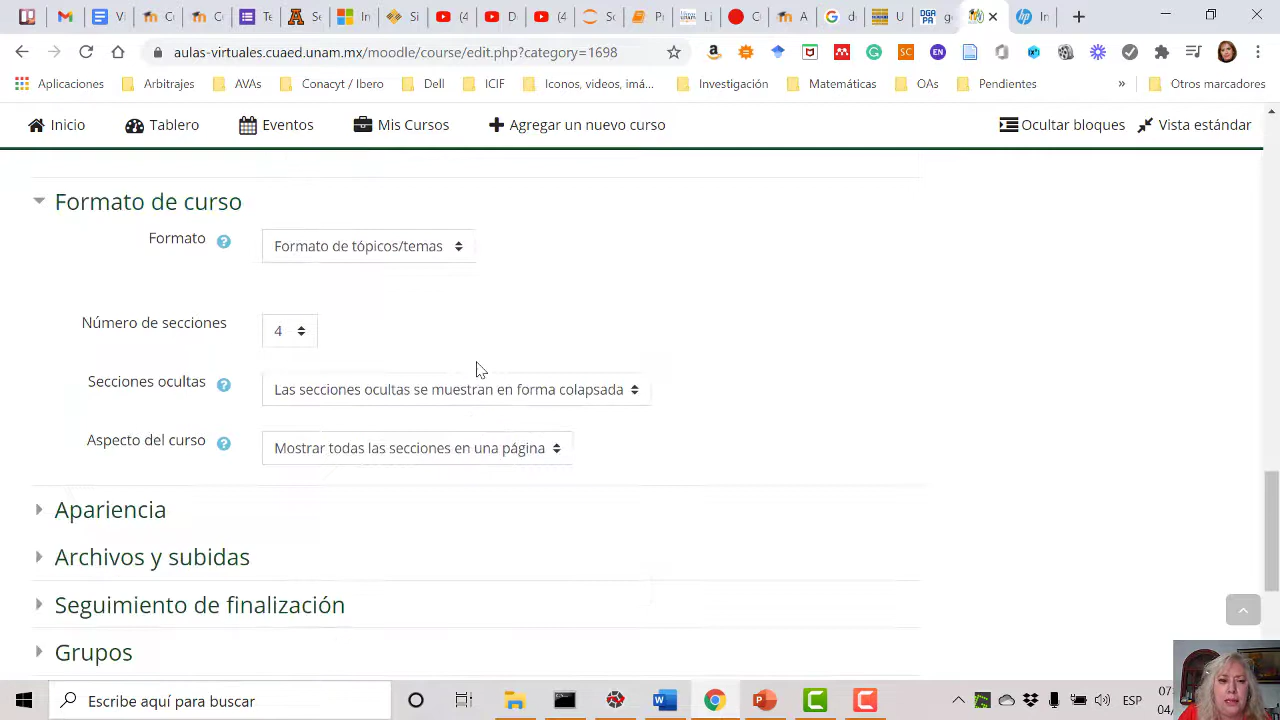 Te
Pr
Li
C
U
g
In
aulas-virtuales.cuaed.unam.mx/moodle/course/edit.php?category=1698
Aplicaciones
Arbitrajes
AVAs
Conacyt / Ibero
Dell
ICIF
Iconos, videos, imá...
Investigación
Matemáticas
OAs
Pendientes
»
Otros marcadores
Inicio
Tablero
Eventos
Mis Cursos
Agregar un nuevo curso
Ocultar bloques
Vista estándar
Formato de curso
Formato
Formato de tópicos/temas
Número de secciones
4
Secciones ocultas
Las secciones ocultas se muestran en forma colapsada
Aspecto del curso
Mostrar todas las secciones en una página
Apariencia
Archivos y subidas
Seguimiento de finalización
Grupos
Escribe aquí para buscar
ESP